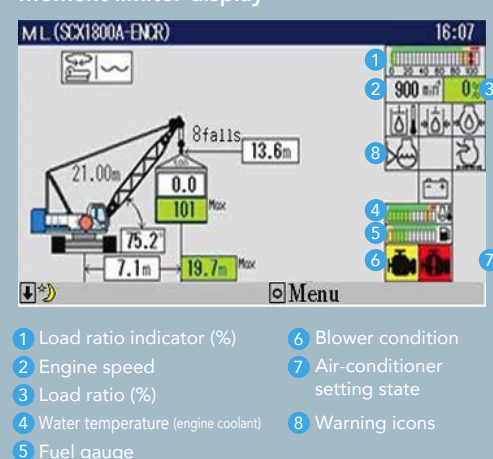 moment limiter display
ML(SCX1800A-ENCR) 16:07
1
0 20 40 60 80 100
2 900 min⁻¹ 0% 3
8falls
13.6m
8
21.00m
ton
0.0
101 Max
4
75.2°
5
7.1m 19.7m Max
6 7
Menu
1 Load ratio indicator (%)
2 Engine speed
3 Load ratio (%)
4 Water temperature (engine coolant)
5 Fuel gauge
6 Blower condition
7 Air-conditioner
setting state
8 Warning icons